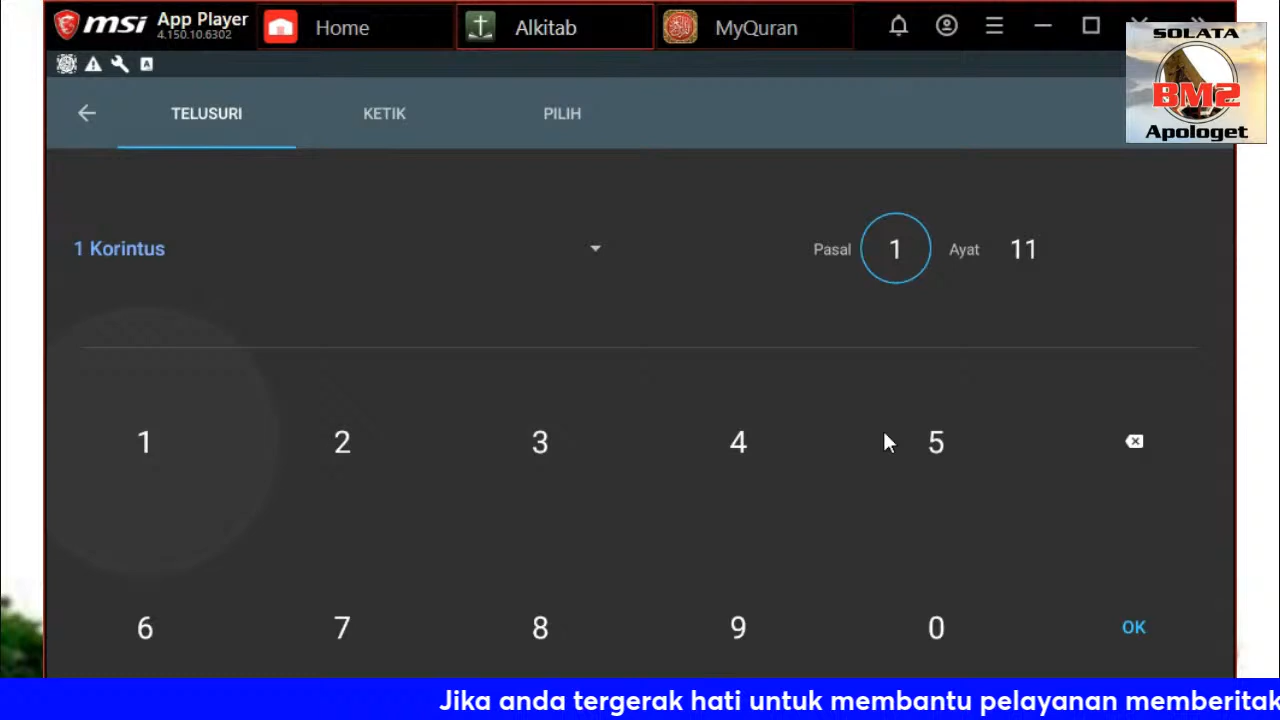 msi App Player
4.150.10.6302
Home
Alkitab
MyQuran
SOLATA
BM2
Apologet
TELUSURI
KETIK
PILIH
1 Korintus
Pasal 1 Ayat 11
1 2 3 4 5
6 7 8 9 0 OK
Jika anda tergerak hati untuk membantu pelayanan memberitak